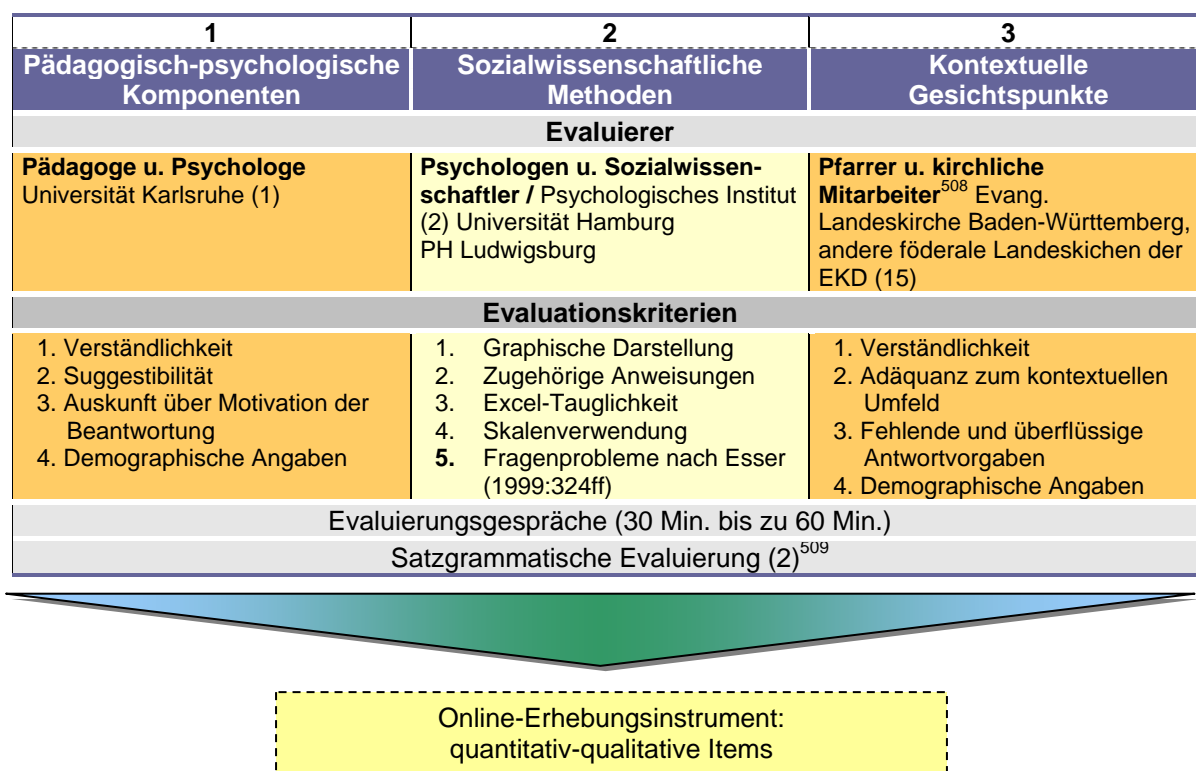 1 2 3
Pädagogisch-psychologische Komponenten
Sozialwissenschaftliche Methoden
Kontextuelle Gesichtspunkte
Evaluierer
Pädagoge u. Psychologe
Universität Karlsruhe (1)
Psychologen u. Sozialwissen-
schaftler / Psychologisches Institut
(2) Universität Hamburg
PH Ludwigsburg
Pfarrer u. kirchliche
Mitarbeiter508 Evang.
Landeskirche Baden-Württemberg,
andere föderale Landeskichen der
EKD (15)
Evaluationskriterien
1. Verständlichkeit
2. Suggestibilität
3. Auskunft über Motivation der
Beantwortung
4. Demographische Angaben
1. Graphische Darstellung
2. Zugehörige Anweisungen
3. Excel-Tauglichkeit
4. Skalenverwendung
5. Fragenprobleme nach Esser
(1999:324ff)
1. Verständlichkeit
2. Adäquanz zum kontextuellen
Umfeld
3. Fehlende und überflüssige
Antwortvorgaben
4. Demographische Angaben
Evaluierungsgespräche (30 Min. bis zu 60 Min.)
Satzgrammatische Evaluierung (2)509
Online-Erhebungsinstrument:
quantitativ-qualitative Items